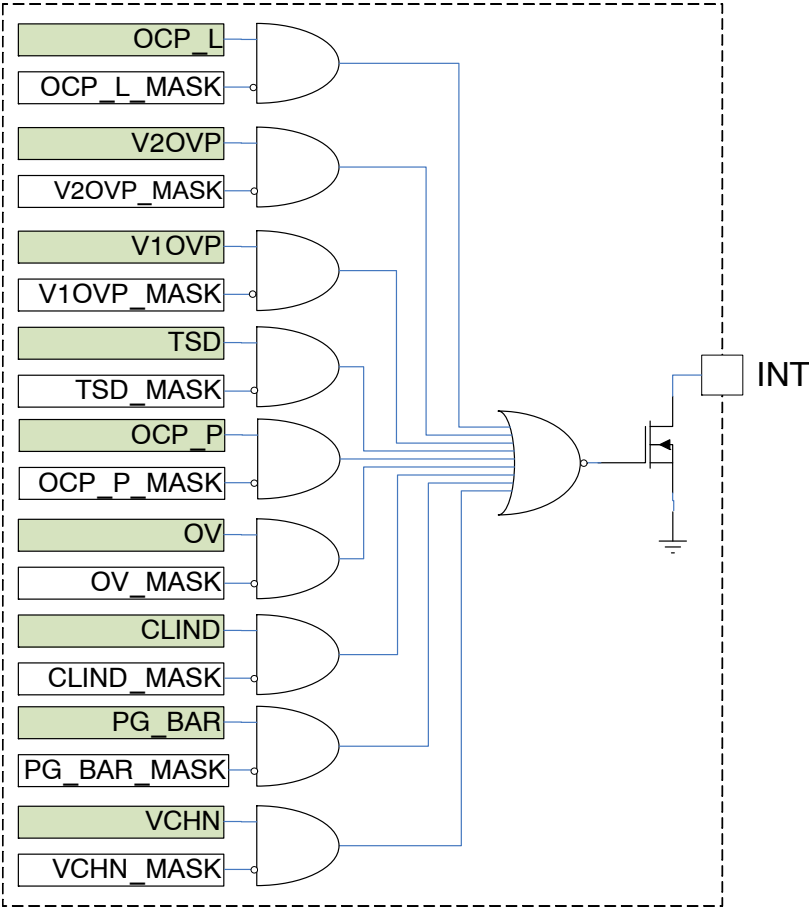 OCP_L
OCP_L_MASK
V2OVP
V2OVP_MASK
V1OVP
V1OVP_MASK
TSD
TSD_MASK
INT
OCP_P
OCP_P_MASK
OV
OV_MASK
CLIND
CLIND_MASK
PG_BAR
PG_BAR_MASK
VCHN
VCHN_MASK